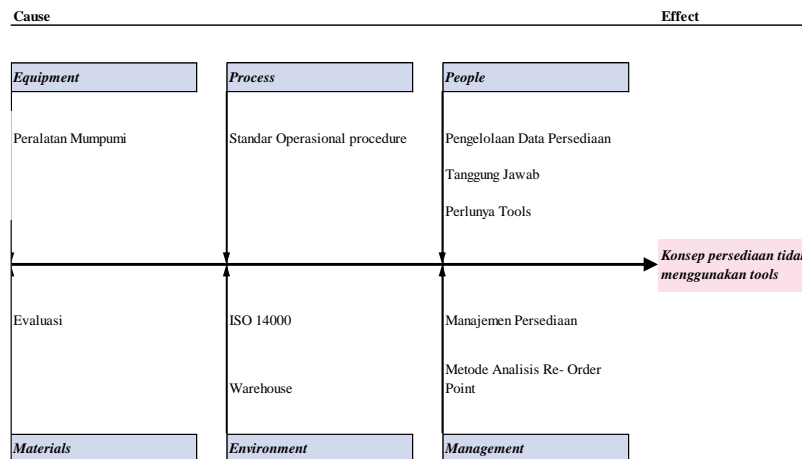 Cause Effect
Equipment Process People
Peralatan Mumpumi Standar Operasional procedure Pengelolaan Data Persediaan
Tanggung Jawab
Perlunya Tools
Konsep persediaan tidak
menggunakan tools
Evaluasi ISO 14000 Manajemen Persediaan
Metode Analisis Re- Order
Warehouse Point
Materials Environment Management